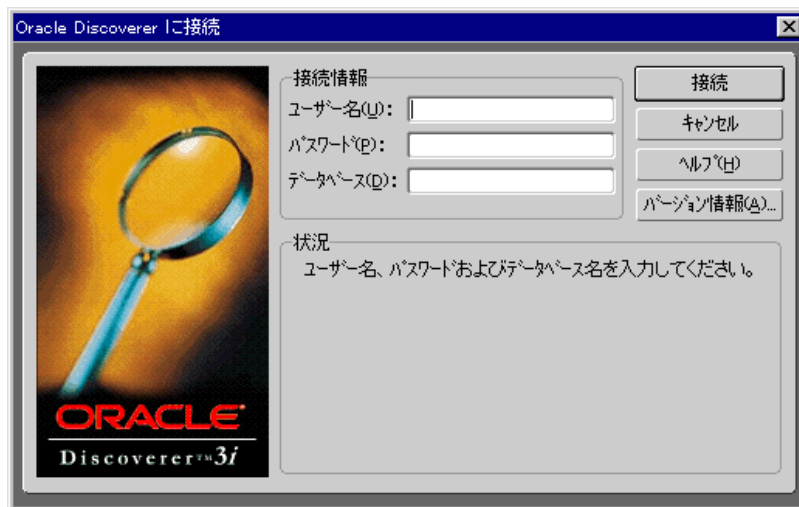 Oracle Discoverer に接続
接続情報
ユーザー名(U):
パスワード(P):
データベース(D):
接続
キャンセル
ヘルプ(H)
バージョン情報(A)...
状況
ユーザー名、パスワードおよびデータベース名を入力してください。
ORACLE
Discoverer™3i